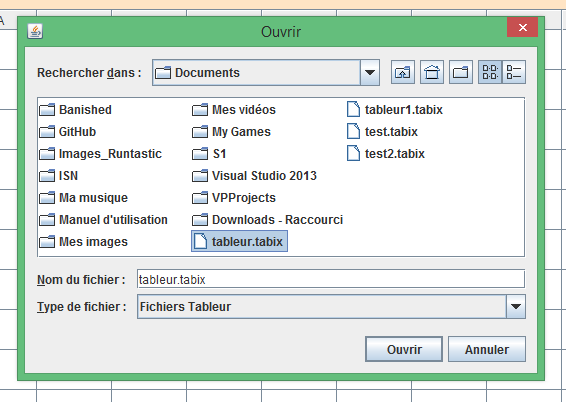 A
Ouvrir
Rechercher dans :
Documents
Banished
GitHub
Images_Runtastic
ISN
Ma musique
Manuel d'utilisation
Mes images
Mes vidéos
My Games
S1
Visual Studio 2013
VPProjects
Downloads - Raccourci
tableur.tabix
tableur1.tabix
test.tabix
test2.tabix
Nom du fichier :
tableur.tabix
Type de fichier :
Fichiers Tableur
Ouvrir
Annuler